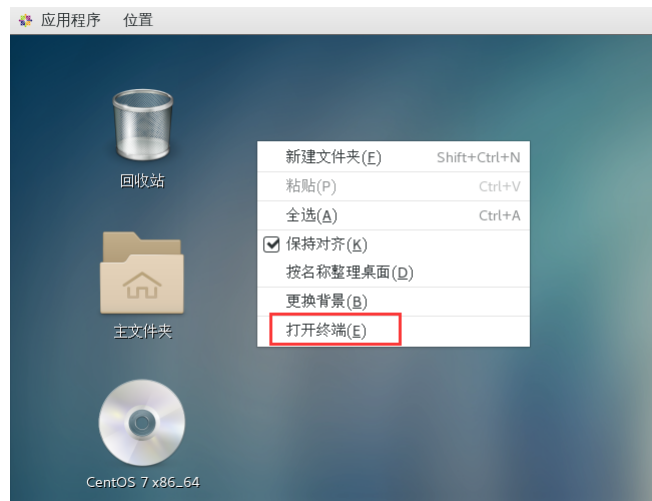 应用程序 位置
回收站
新建文件夹(F) Shift+Ctrl+N
粘贴(P) Ctrl+V
全选(A) Ctrl+A
保持对齐(K)
按名称整理桌面(D)
更换背景(B)
打开终端(E)
主文件夹
CentOS 7 x86_64